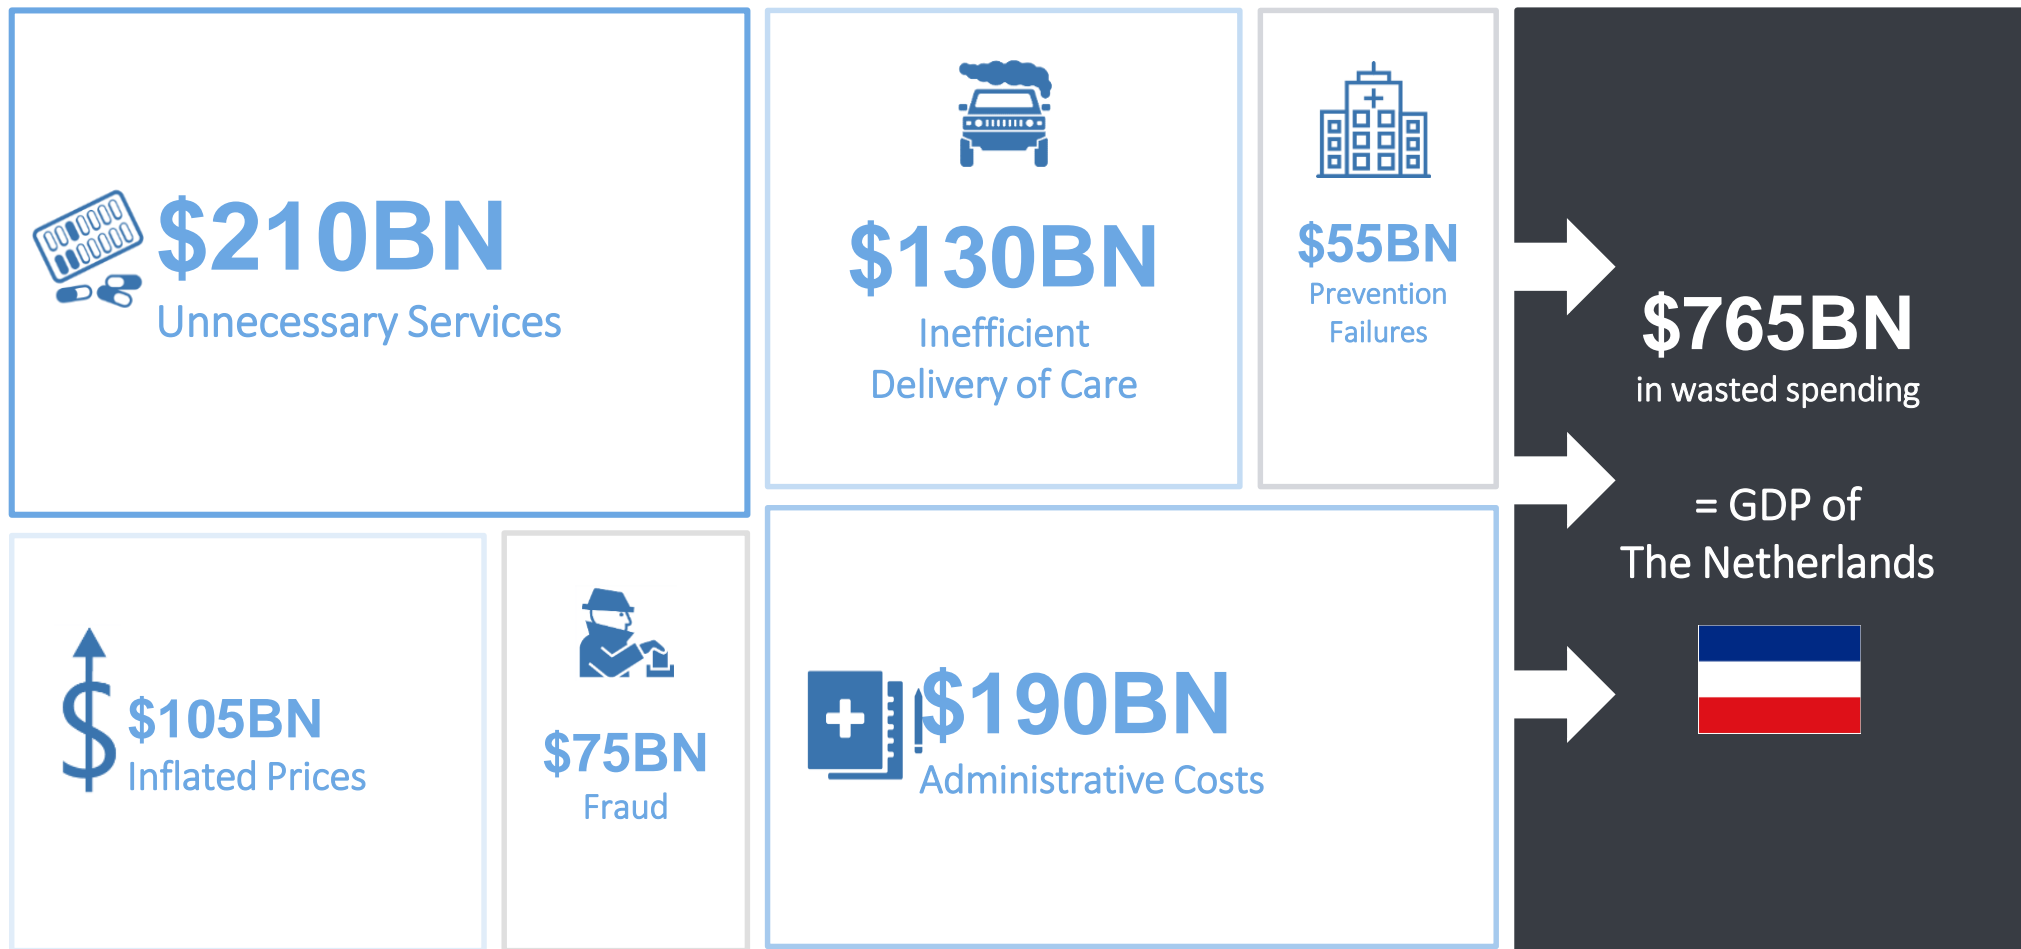 $210BN
Unnecessary Services
$130BN
Inefficient
Delivery of Care
$55BN
Prevention
Failures
$105BN
Inflated Prices
$75BN
Fraud
$190BN
Administrative Costs
$765BN
in wasted spending
= GDP of
The Netherlands